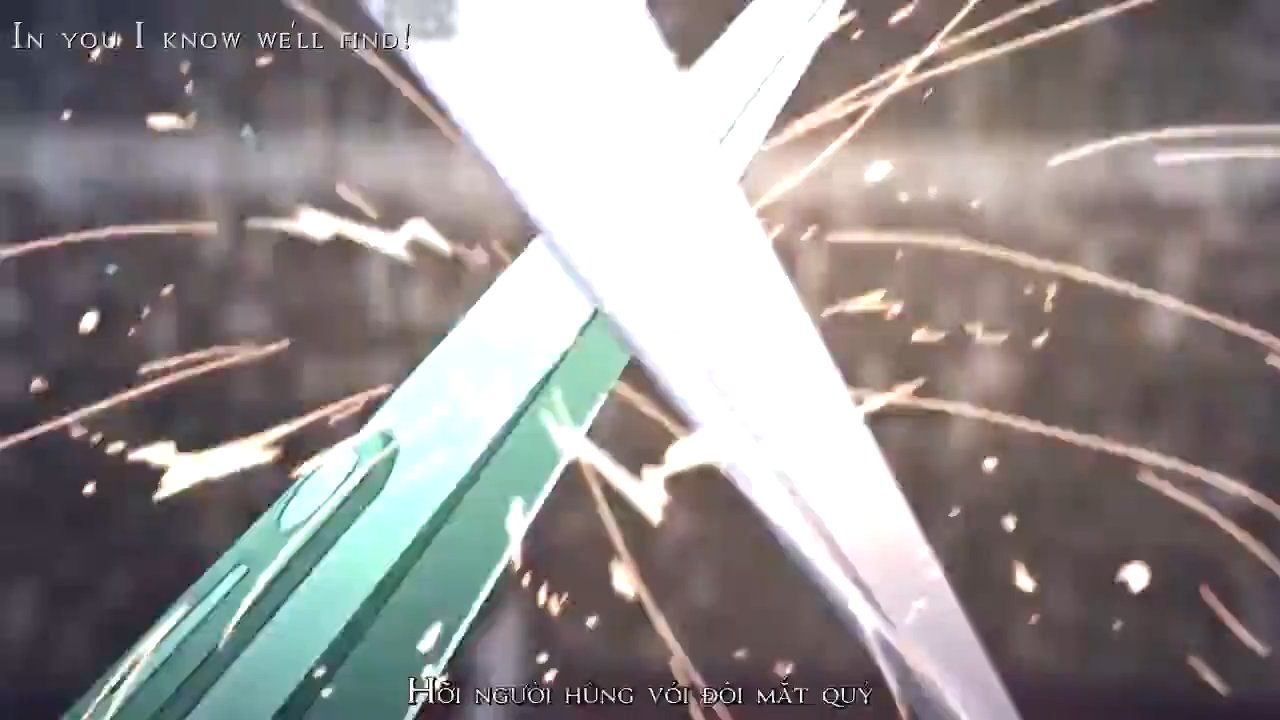 In you I know we'll find!
Hỡi người hùng với đôi mắt quỷ